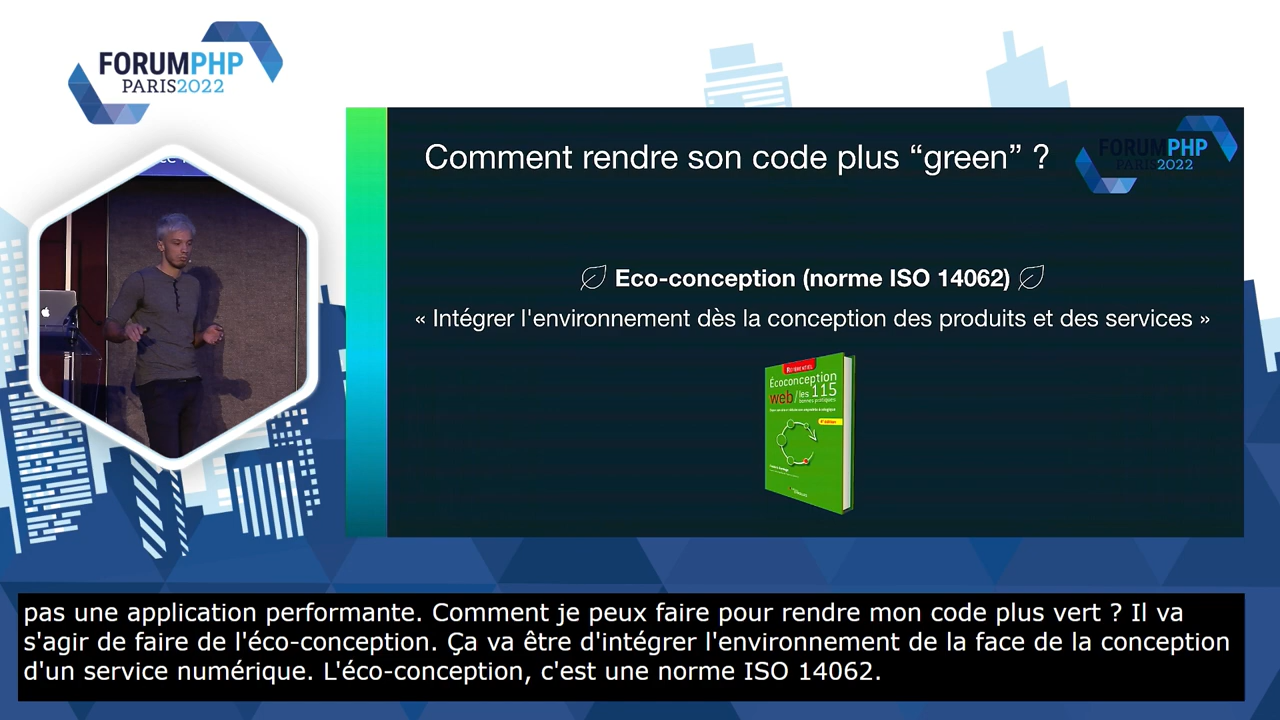 FORUMPHP
PARIS2022
Comment rendre son code plus “green” ?
FORUMPHP
PARIS2022
Eco-conception (norme ISO 14062)
« Intégrer l'environnement dès la conception des produits et des services »
RÉFÉRENTIEL
Écoconception
web / les 115
bonnes pratiques
4e édition
pas une application performante. Comment je peux faire pour rendre mon code plus vert ? Il va
s'agir de faire de l'éco-conception. Ça va être d'intégrer l'environnement de la face de la conception
d'un service numérique. L'éco-conception, c'est une norme ISO 14062.